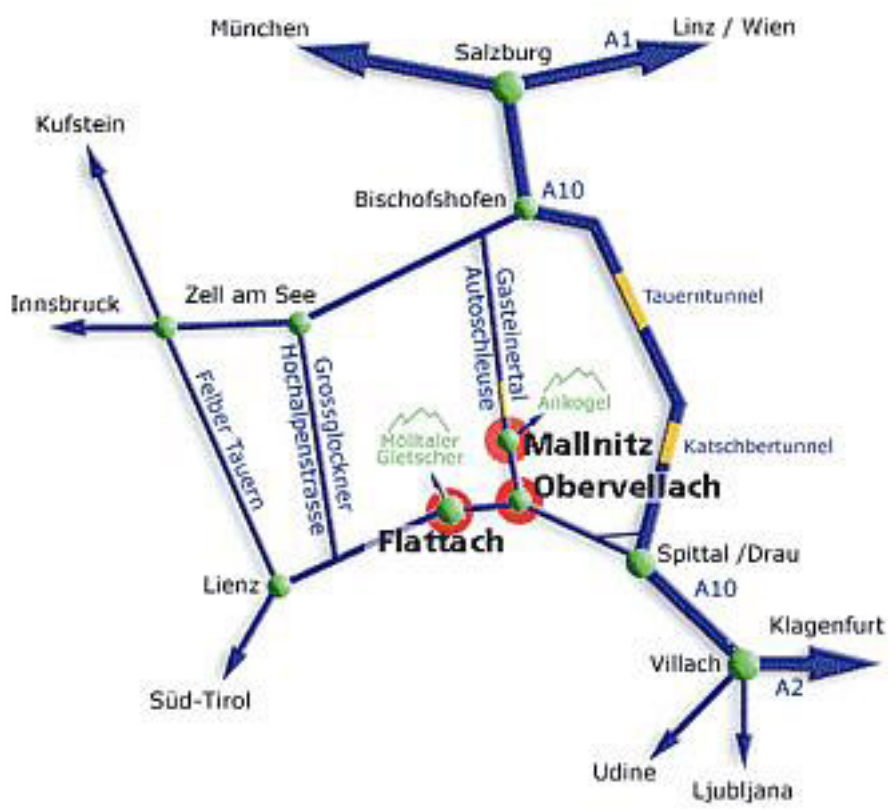 München
Salzburg
A1
Linz / Wien
Kufstein
Bischofshofen
A10
Innsbruck
Zell am See
Gasteinertal
Autoschleuse
Tauerntunnel
Felber Tauern
Grossglockner
Hochalpenstrasse
Mölltaler
Gletscher
Ankogel
Mallnitz
Katschbertunnel
Obervellach
Flattach
Lienz
Spittal /Drau
A10
Klagenfurt
Villach
A2
Süd-Tirol
Udine
Ljubljana